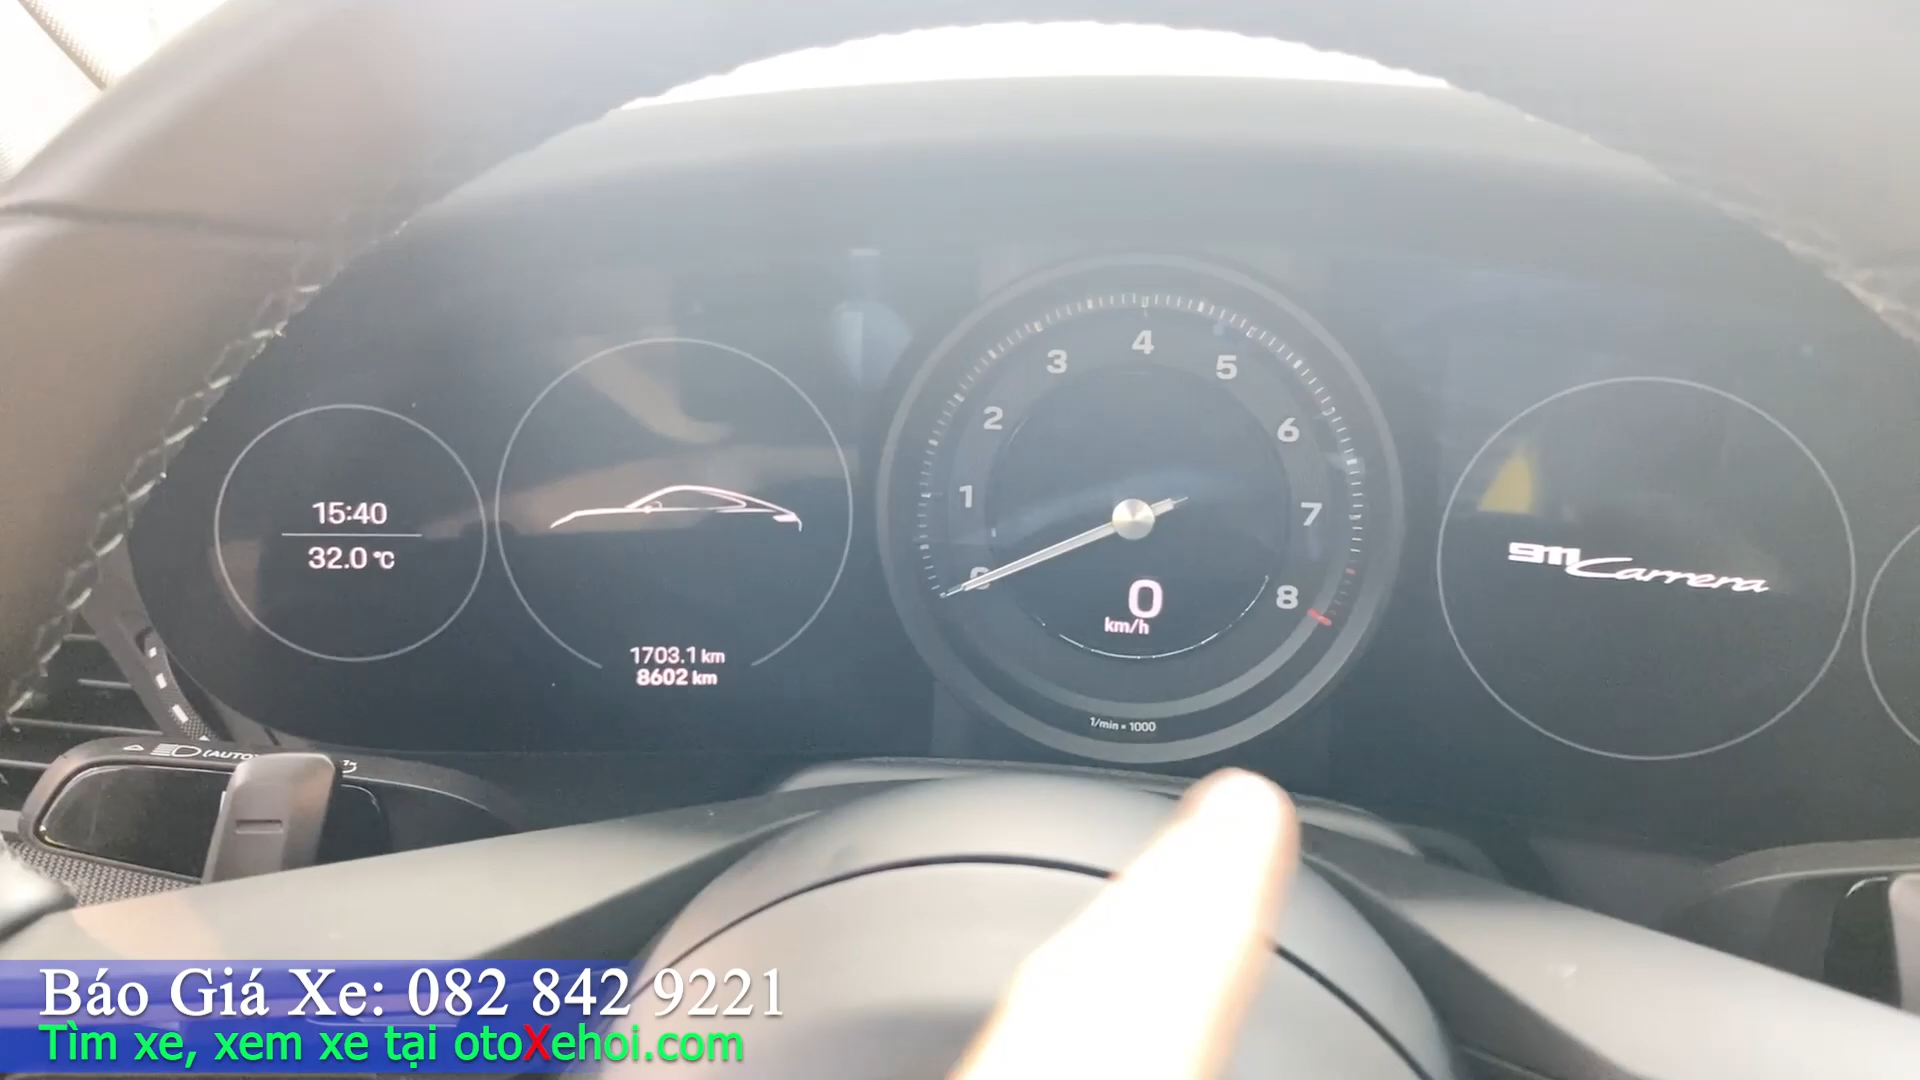 15:40
32.0 °C
1703.1 km
8602 km
0
1
2
3
4
5
6
7
8
0
km/h
1/min × 1000
911 Carrera
AUTO
Báo Giá Xe: 082 842 9221
Tìm xe, xem xe tại otoXehoi.com